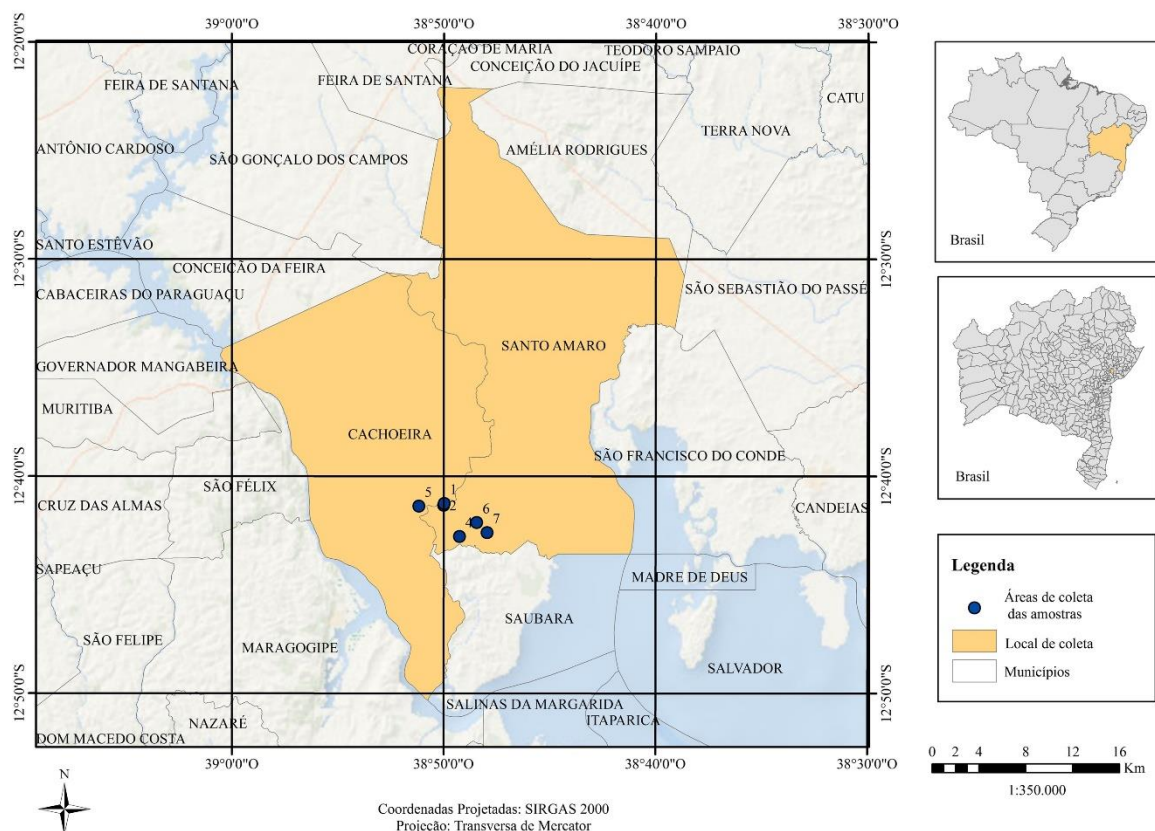 39°0'0"O
38°50'0"O
38°40'0"O
38°30'0"O
12°20'0"S
12°20'0"S
CORAÇÃO DE MARIA
TEODORO SAMPAIO
FEIRA DE SANTANA
FEIRA DE SANTANA
CONCEIÇÃO DO JACUÍPE
CATU
TERRA NOVA
ANTÔNIO CARDOSO
SÃO GONÇALO DOS CAMPOS
AMÉLIA RODRIGUES
SANTO ESTÊVÃO
12°30'0"S
12°30'0"S
CONCEIÇÃO DA FEIRA
CABACEIRAS DO PARAGUAÇU
SÃO SEBASTIÃO DO PASSÉ
SANTO AMARO
GOVERNADOR MANGABEIRA
MURITIBA
CACHOEIRA
SÃO FRANCISCO DO CONDE
12°40'0"S
12°40'0"S
SÃO FÉLIX
CRUZ DAS ALMAS
CANDEIAS
5
1
2
6
4
7
SAPEAÇU
MADRE DE DEUS
SAUBARA
SÃO FELIPE
MARAGOGIPE
SALVADOR
12°50'0"S
12°50'0"S
SALINAS DA MARGARIDA
NAZARÉ
ITAPARICA
DOM MACEDO COSTA
39°0'0"O
38°50'0"O
38°40'0"O
38°30'0"O
N
Coordenadas Projetadas: SIRGAS 2000
Projeção: Transversa de Mercator
Brasil
Brasil
Legenda
Áreas de coleta
das amostras
Local de coleta
Municípios
0 2 4 8 12 16
Km
1:350.000